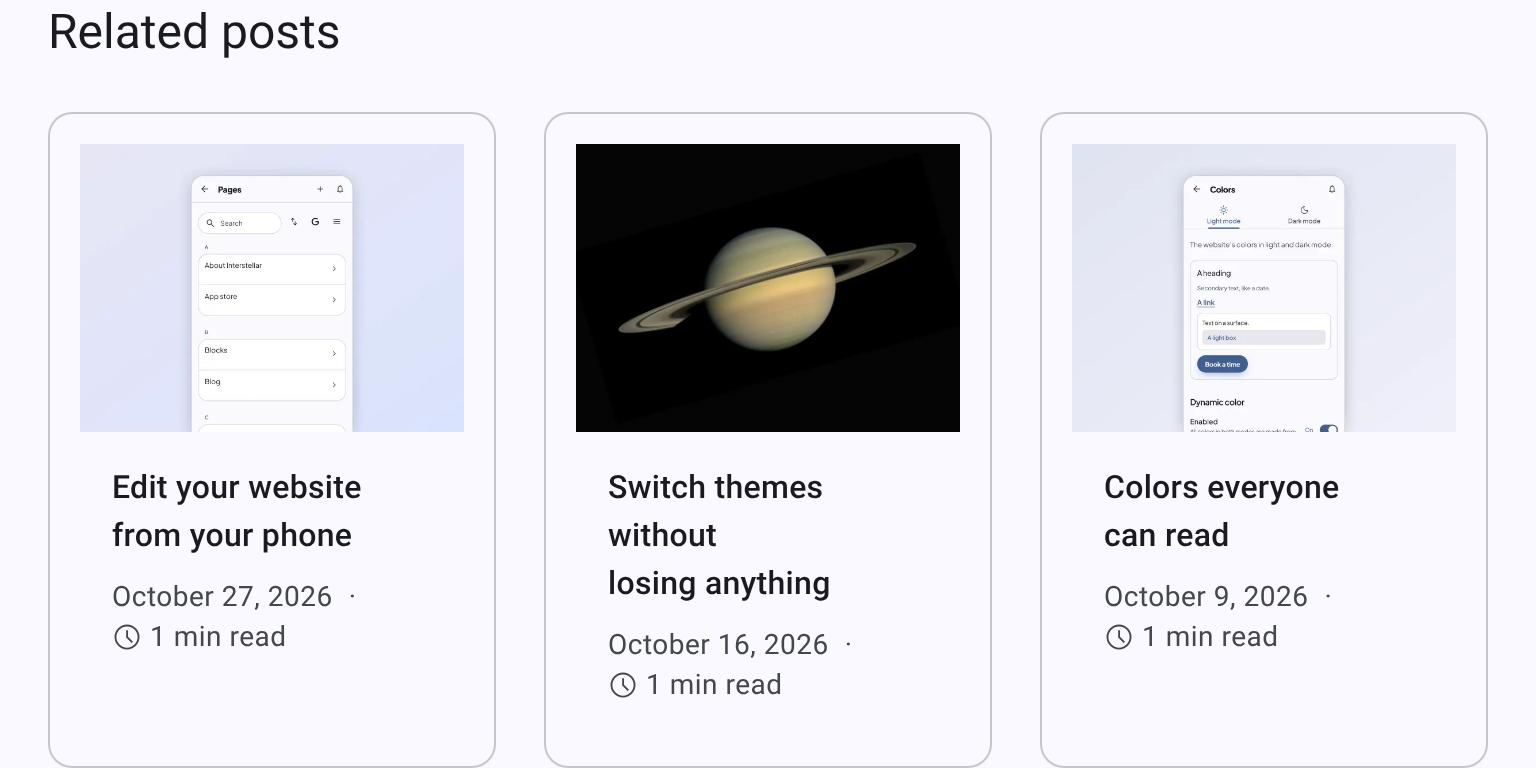 Related posts
Pages
Search
G
A
About Interstellar
App store
B
Blocks
Blog
C
Edit your website
from your phone
October 27, 2026 ·
1 min read
Switch themes
without
losing anything
October 16, 2026 ·
1 min read
Colors
Light mode
Dark mode
The website's colors in light and dark mode.
A heading
Secondary text, like a date.
A link
Text on a surface.
A light box
Book a time
Dynamic color
Enabled
On
Colors everyone
can read
October 9, 2026 ·
1 min read